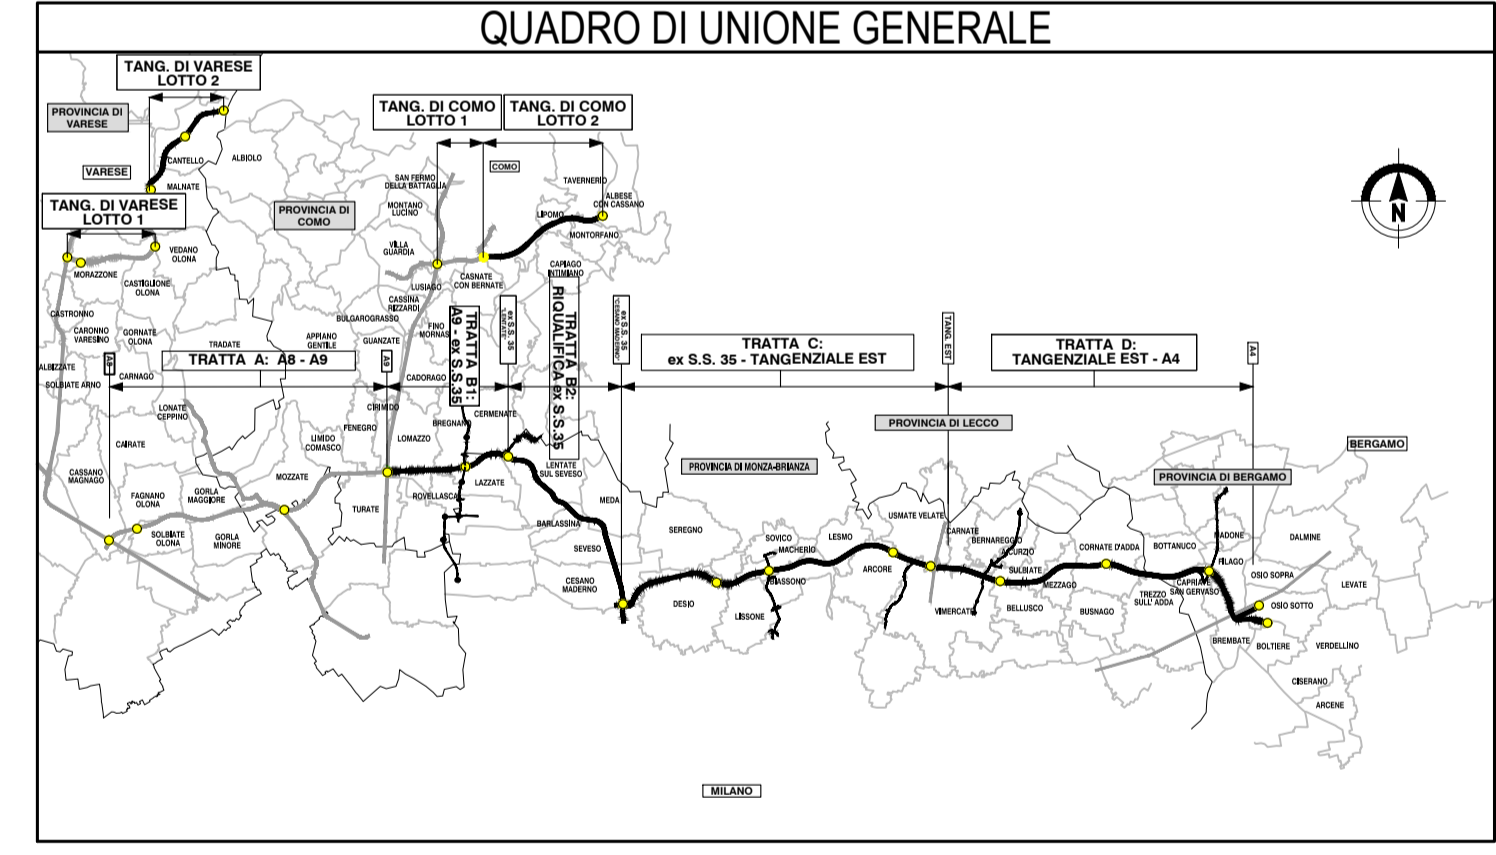 QUADRO DI UNIONE GENERALE
TANG. DI VARESE
LOTTO 2
PROVINCIA DI
VARESE
TANG. DI COMO
LOTTO 1
TANG. DI COMO
LOTTO 2
CANTELLO
ALBIOLO
VARESE
MALNATE
COMO
SAN FERMO
DELLA BATTAGLIA
TAVERNERIO
ALBESE
CON CASSANO
TANG. DI VARESE
LOTTO 1
PROVINCIA DI
COMO
MONTANO
LUCINO
LIPOMO
MONTORFANO
VEDANO
OLONA
VILLA
GUARDIA
MORAZZONE
CASTIGLIONE
OLONA
LUSIAGO
CASNATE
CON BERNATE
CAPIAGO
INTIMIANO
CASTRONNO
CASSINA
RIZZARDI
BULGAROGRASSO
CARONNO
VARESINO
GORNATE
OLONA
TRADATE
APPIANO
GENTILE
GUANZATE
FINO
MORNAS
TRATTA B1:
A9 - ex S.S.35
ex S.S. 35
"LENTATE"
TRATTA B2:
RIQUALIFICA ex S.S.35
ex S.S. 35
"CESANO MADERNO"
TRATTA C:
ex S.S. 35 - TANGENZIALE EST
TANG. EST
TRATTA D:
TANGENZIALE EST - A4
A4
A8
TRATTA A: A8 - A9
A9
ALBIZZATE
SOLBIATE ARNO
CARNAGO
CADORAGO
LONATE
CEPPINO
CIRIMIDO
FENEGRO
BREGNANO
CERMENATE
PROVINCIA DI LECCO
CAIRATE
LIMIDO
COMASCO
LOMAZZO
BERGAMO
CASSANO
MAGNAGO
MOZZATE
LAZZATE
LENTATE
SUL SEVESO
PROVINCIA DI MONZA-BRIANZA
PROVINCIA DI BERGAMO
FAGNANO
OLONA
GORLA
MAGGIORE
TURATE
ROVELLASCA
MEDA
SOLBIATE
OLONA
GORLA
MINORE
BARLASSINA
SEREGNO
USMATE VELATE
CARNATE
BERNAREGGIO
SOVICO
MACHERIO
LESMO
SEVESO
AICURZIO
CORNATE D'ADDA
BOTTANUCO
MADONE
DALMINE
CESANO
MADERNO
BIASSONO
ARCORE
SULBIATE
MEZZAGO
FILAGO
OSIO SOPRA
CAPRIATE
SAN GERVASO
LEVATE
DESIO
LISSONE
VIMERCATE
BELLUSCO
BUSNAGO
TREZZO
SULL' ADDA
OSIO SOTTO
BREMBATE
BOLTIERE
VERDELLINO
CISERANO
ARCENE
MILANO
N